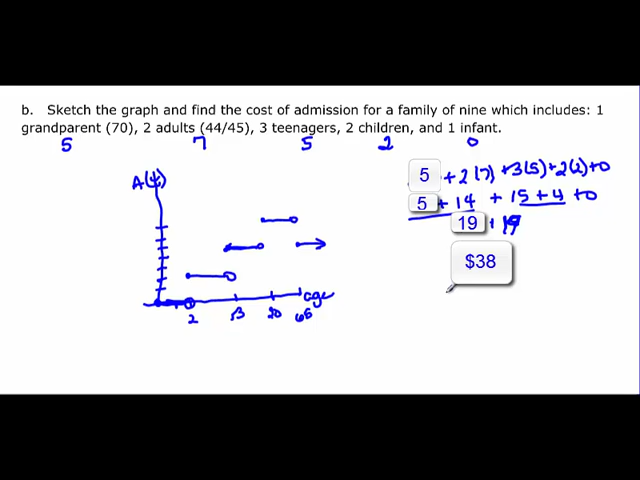 b. Sketch the graph and find the cost of admission for a family of nine which includes: 1
grandparent (70), 2 adults (44/45), 3 teenagers, 2 children, and 1 infant.
5 7 5 2 0
5 + 2(7) + 3(5) + 2(2) + 0
5 + 14 + 15 + 4 + 0
19 + 19
$38
age
2 13 20 65